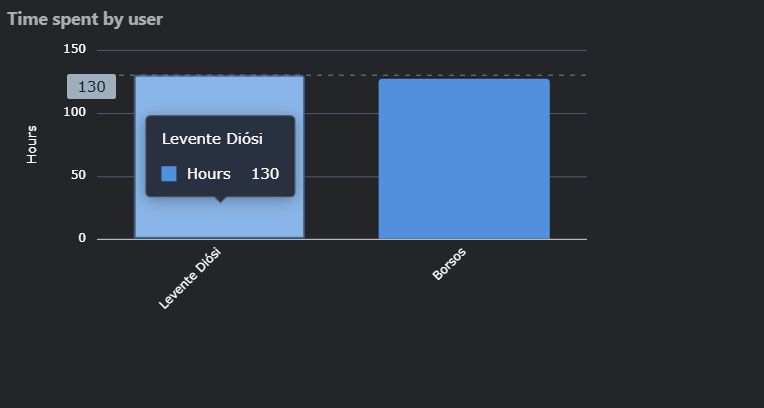 Time spent by user
150
130
100
Hours
50
0
Levente Diósi
Hours 130
Levente Diósi
Borsos